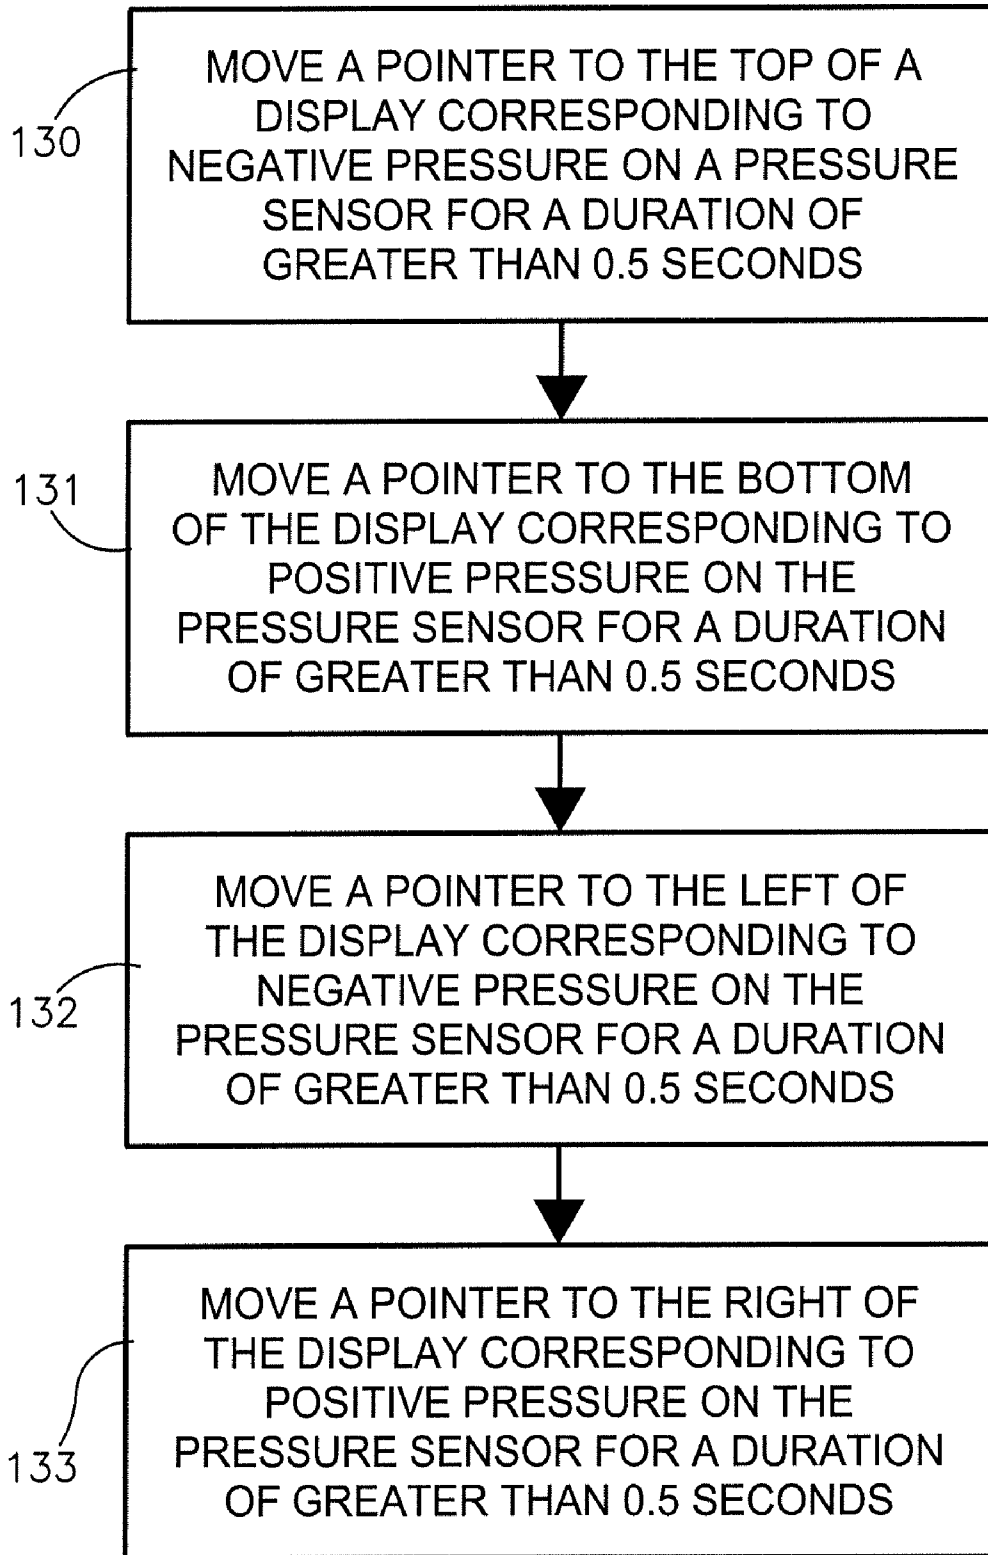 130
MOVE A POINTER TO THE TOP OF A
DISPLAY CORRESPONDING TO
NEGATIVE PRESSURE ON A PRESSURE
SENSOR FOR A DURATION OF
GREATER THAN 0.5 SECONDS
131
MOVE A POINTER TO THE BOTTOM
OF THE DISPLAY CORRESPONDING TO
POSITIVE PRESSURE ON THE
PRESSURE SENSOR FOR A DURATION
OF GREATER THAN 0.5 SECONDS
132
MOVE A POINTER TO THE LEFT OF
THE DISPLAY CORRESPONDING TO
NEGATIVE PRESSURE ON THE
PRESSURE SENSOR FOR A DURATION
OF GREATER THAN 0.5 SECONDS
133
MOVE A POINTER TO THE RIGHT OF
THE DISPLAY CORRESPONDING TO
POSITIVE PRESSURE ON THE
PRESSURE SENSOR FOR A DURATION
OF GREATER THAN 0.5 SECONDS